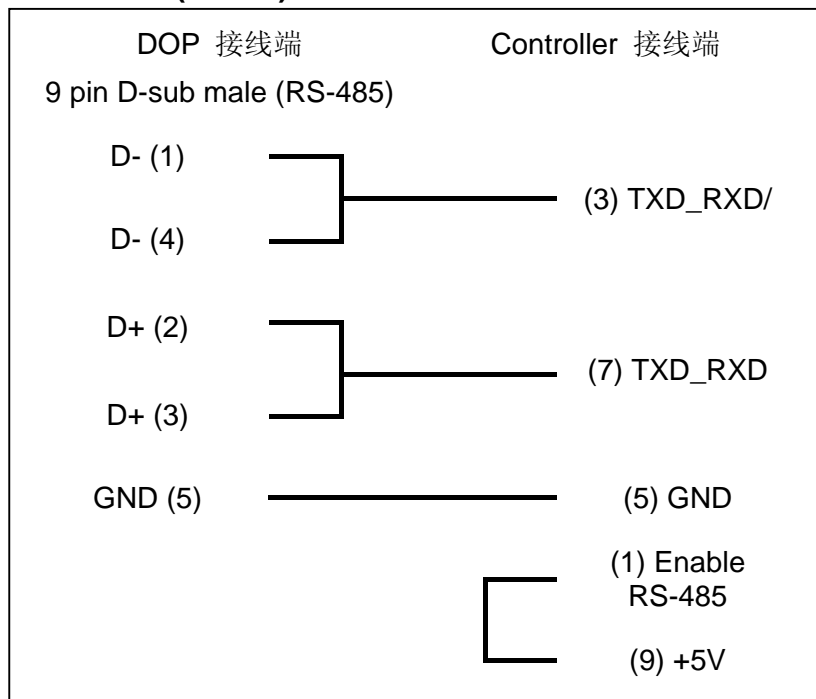 DOP 接线端 Controller 接线端
9 pin D-sub male (RS-485)
D- (1)
(3) TXD_RXD/
D- (4)
D+ (2)
(7) TXD_RXD
D+ (3)
GND (5) (5) GND
(1) Enable
RS-485
(9) +5V